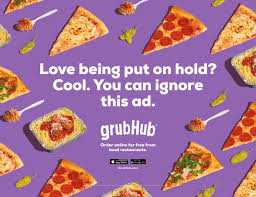 Love being put on hold?
Cool. You can ignore
this ad.
GRUBHUB
Order online for free from
local restaurants.